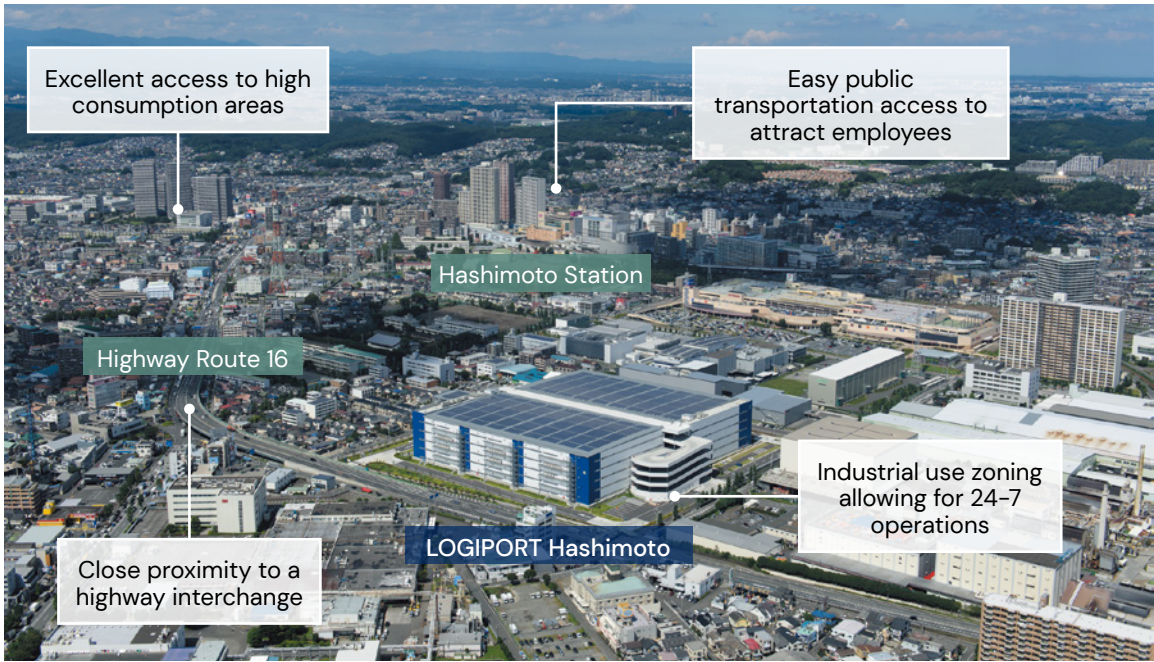 Excellent access to high
consumption areas
Easy public
transportation access to
attract employees
Hashimoto Station
Highway Route 16
Industrial use zoning
allowing for 24-7
operations
LOGIPORT Hashimoto
Close proximity to a
highway interchange